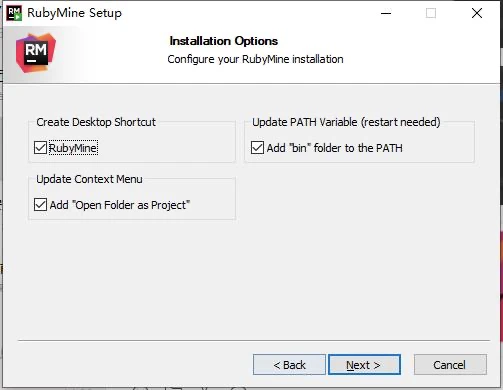 RM RubyMine Setup
RM
Installation Options
Configure your RubyMine installation
Create Desktop Shortcut
RubyMine
Update PATH Variable (restart needed)
Add "bin" folder to the PATH
Update Context Menu
Add "Open Folder as Project"
< Back
Next >
Cancel